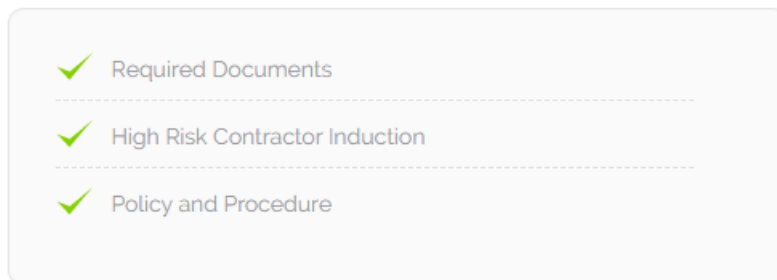 Required Documents
High Risk Contractor Induction
Policy and Procedure